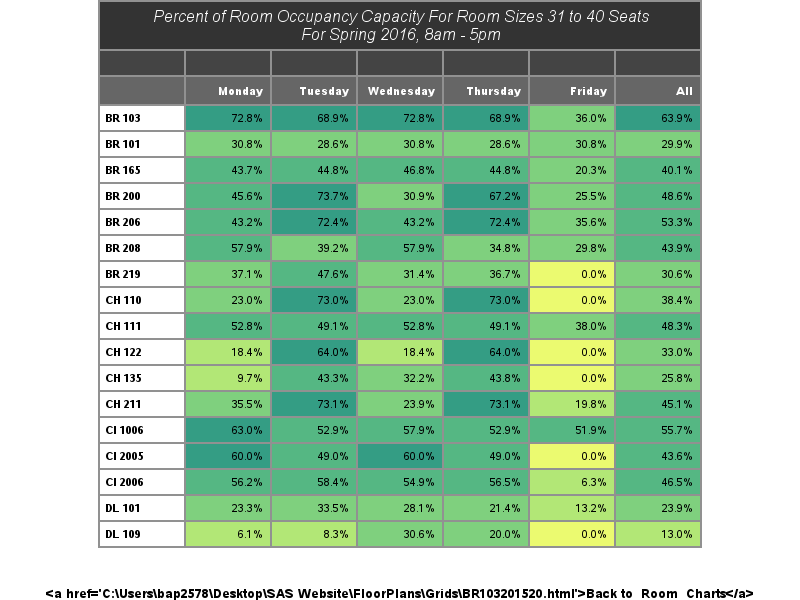 Percent of Room Occupancy Capacity For Room Sizes 31 to 40 Seats
For Spring 2016, 8am - 5pm
Monday Tuesday Wednesday Thursday Friday All
BR 103 72.8% 68.9% 72.8% 68.9% 36.0% 63.9%
BR 101 30.8% 28.6% 30.8% 28.6% 30.8% 29.9%
BR 165 43.7% 44.8% 46.8% 44.8% 20.3% 40.1%
BR 200 45.6% 73.7% 30.9% 67.2% 25.5% 48.6%
BR 206 43.2% 72.4% 43.2% 72.4% 35.6% 53.3%
BR 208 57.9% 39.2% 57.9% 34.8% 29.8% 43.9%
BR 219 37.1% 47.6% 31.4% 36.7% 0.0% 30.6%
CH 110 23.0% 73.0% 23.0% 73.0% 0.0% 38.4%
CH 111 52.8% 49.1% 52.8% 49.1% 38.0% 48.3%
CH 122 18.4% 64.0% 18.4% 64.0% 0.0% 33.0%
CH 135 9.7% 43.3% 32.2% 43.8% 0.0% 25.8%
CH 211 35.5% 73.1% 23.9% 73.1% 19.8% 45.1%
CI 1006 63.0% 52.9% 57.9% 52.9% 51.9% 55.7%
CI 2005 60.0% 49.0% 60.0% 49.0% 0.0% 43.6%
CI 2006 56.2% 58.4% 54.9% 56.5% 6.3% 46.5%
DL 101 23.3% 33.5% 28.1% 21.4% 13.2% 23.9%
DL 109 6.1% 8.3% 30.6% 20.0% 0.0% 13.0%
<a href='C:\Users\bap2578\Desktop\SAS Website\FloorPlans\Grids\BR103201520.html'>Back to Room Charts</a>